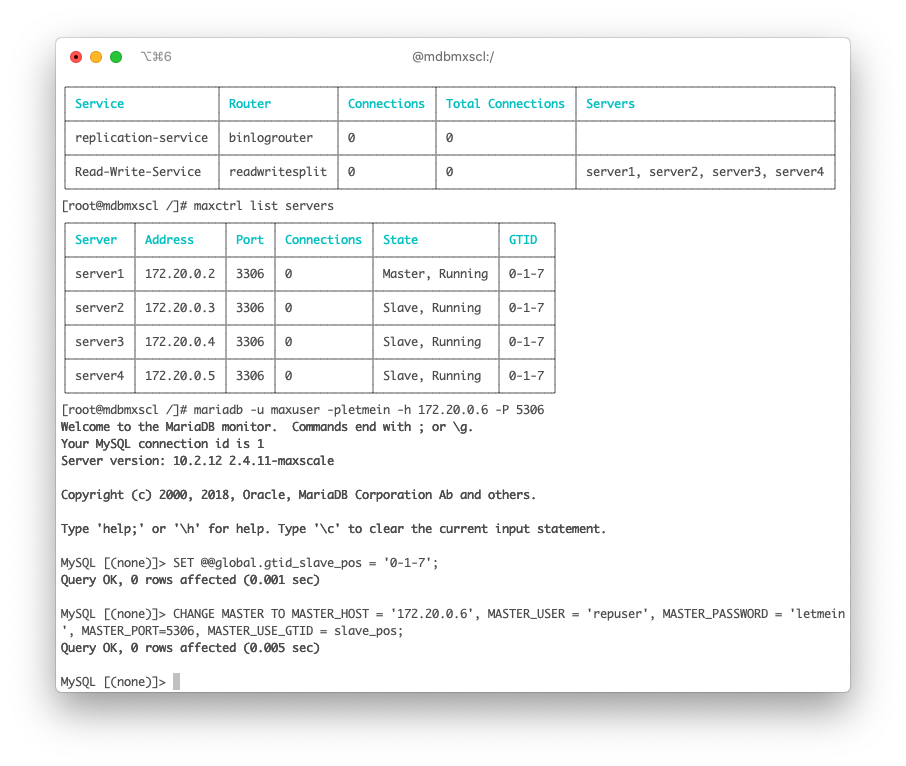 ⌥⌘6 @mdbmxscl:/
Service Router Connections Total Connections Servers
replication-service binlogrouter 0 0
Read-Write-Service readwritesplit 0 0 server1, server2, server3, server4
[root@mdbmxscl /]# maxctrl list servers
Server Address Port Connections State GTID
server1 172.20.0.2 3306 0 Master, Running 0-1-7
server2 172.20.0.3 3306 0 Slave, Running 0-1-7
server3 172.20.0.4 3306 0 Slave, Running 0-1-7
server4 172.20.0.5 3306 0 Slave, Running 0-1-7
[root@mdbmxscl /]# mariadb -u maxuser -pletmein -h 172.20.0.6 -P 5306
Welcome to the MariaDB monitor.  Commands end with ; or \g.
Your MySQL connection id is 1
Server version: 10.2.12 2.4.11-maxscale
Copyright (c) 2000, 2018, Oracle, MariaDB Corporation Ab and others.
Type 'help;' or '\h' for help. Type '\c' to clear the current input statement.
MySQL [(none)]> SET @@global.gtid_slave_pos = '0-1-7';
Query OK, 0 rows affected (0.001 sec)
MySQL [(none)]> CHANGE MASTER TO MASTER_HOST = '172.20.0.6', MASTER_USER = 'repuser', MASTER_PASSWORD = 'letmein
', MASTER_PORT=5306, MASTER_USE_GTID = slave_pos;
Query OK, 0 rows affected (0.005 sec)
MySQL [(none)]>